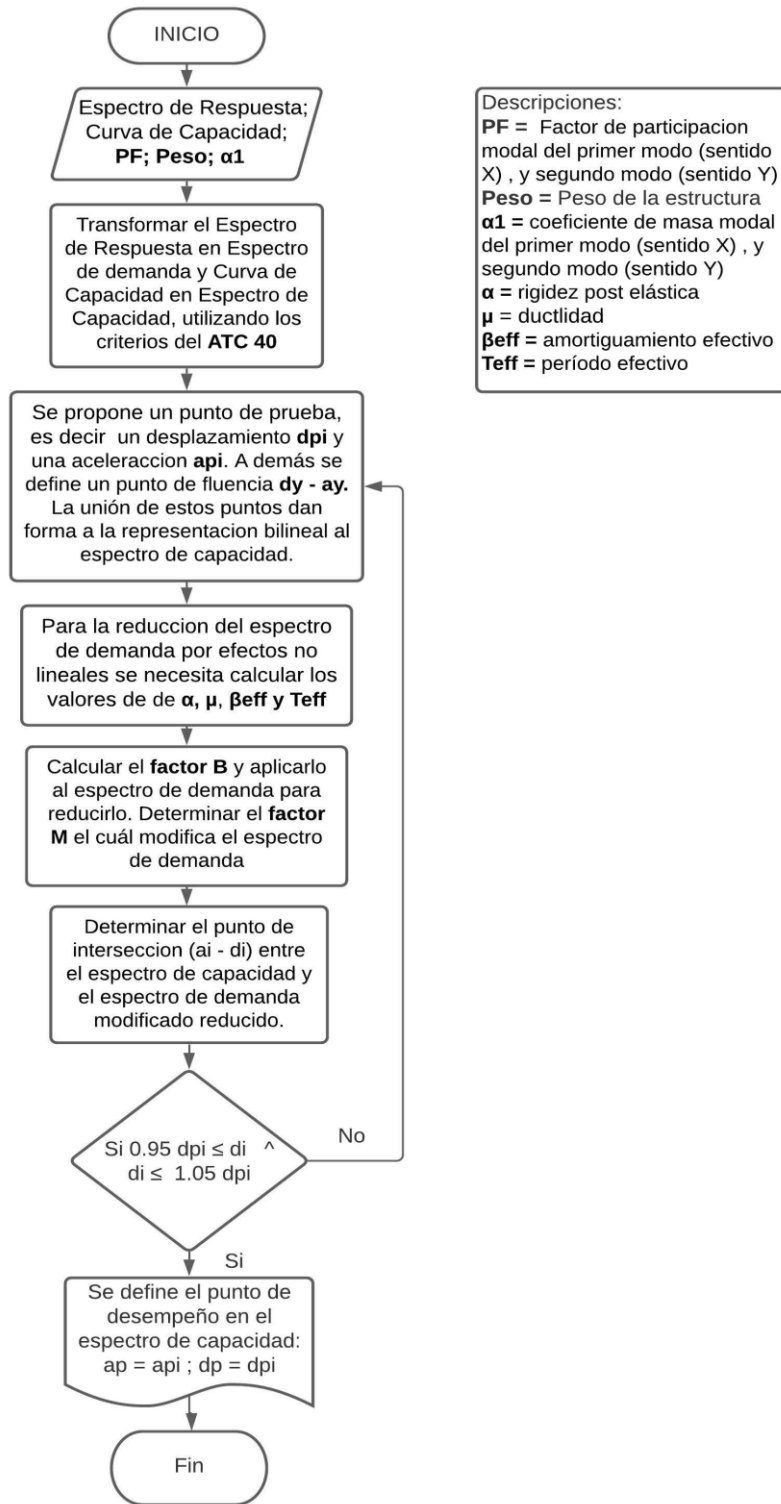 INICIO
Espectro de Respuesta;
Curva de Capacidad;
PF; Peso; α1
Transformar el Espectro
de Respuesta en Espectro
de demanda y Curva de
Capacidad en Espectro de
Capacidad, utilizando los
criterios del ATC 40
Se propone un punto de prueba,
es decir un desplazamiento dpi y
una aceleraccion api. A demás se
define un punto de fluencia dy - ay.
La unión de estos puntos dan
forma a la representacion bilineal al
espectro de capacidad.
Para la reduccion del espectro
de demanda por efectos no
lineales se necesita calcular los
valores de de α, µ, βeff y Teff
Calcular el factor B y aplicarlo
al espectro de demanda para
reducirlo. Determinar el factor
M el cuál modifica el espectro
de demanda
Determinar el punto de
interseccion (ai - di) entre
el espectro de capacidad y
el espectro de demanda
modificado reducido.
Si 0.95 dpi ≤ di ^
di ≤ 1.05 dpi
No
Si
Se define el punto de
desempeño en el
espectro de capacidad:
ap = api ; dp = dpi
Fin
Descripciones:
PF = Factor de participacion
modal del primer modo (sentido
X) , y segundo modo (sentido Y)
Peso = Peso de la estructura
α1 = coeficiente de masa modal
del primer modo (sentido X) , y
segundo modo (sentido Y)
α = rigidez post elástica
µ = ductlidad
βeff = amortiguamiento efectivo
Teff = período efectivo